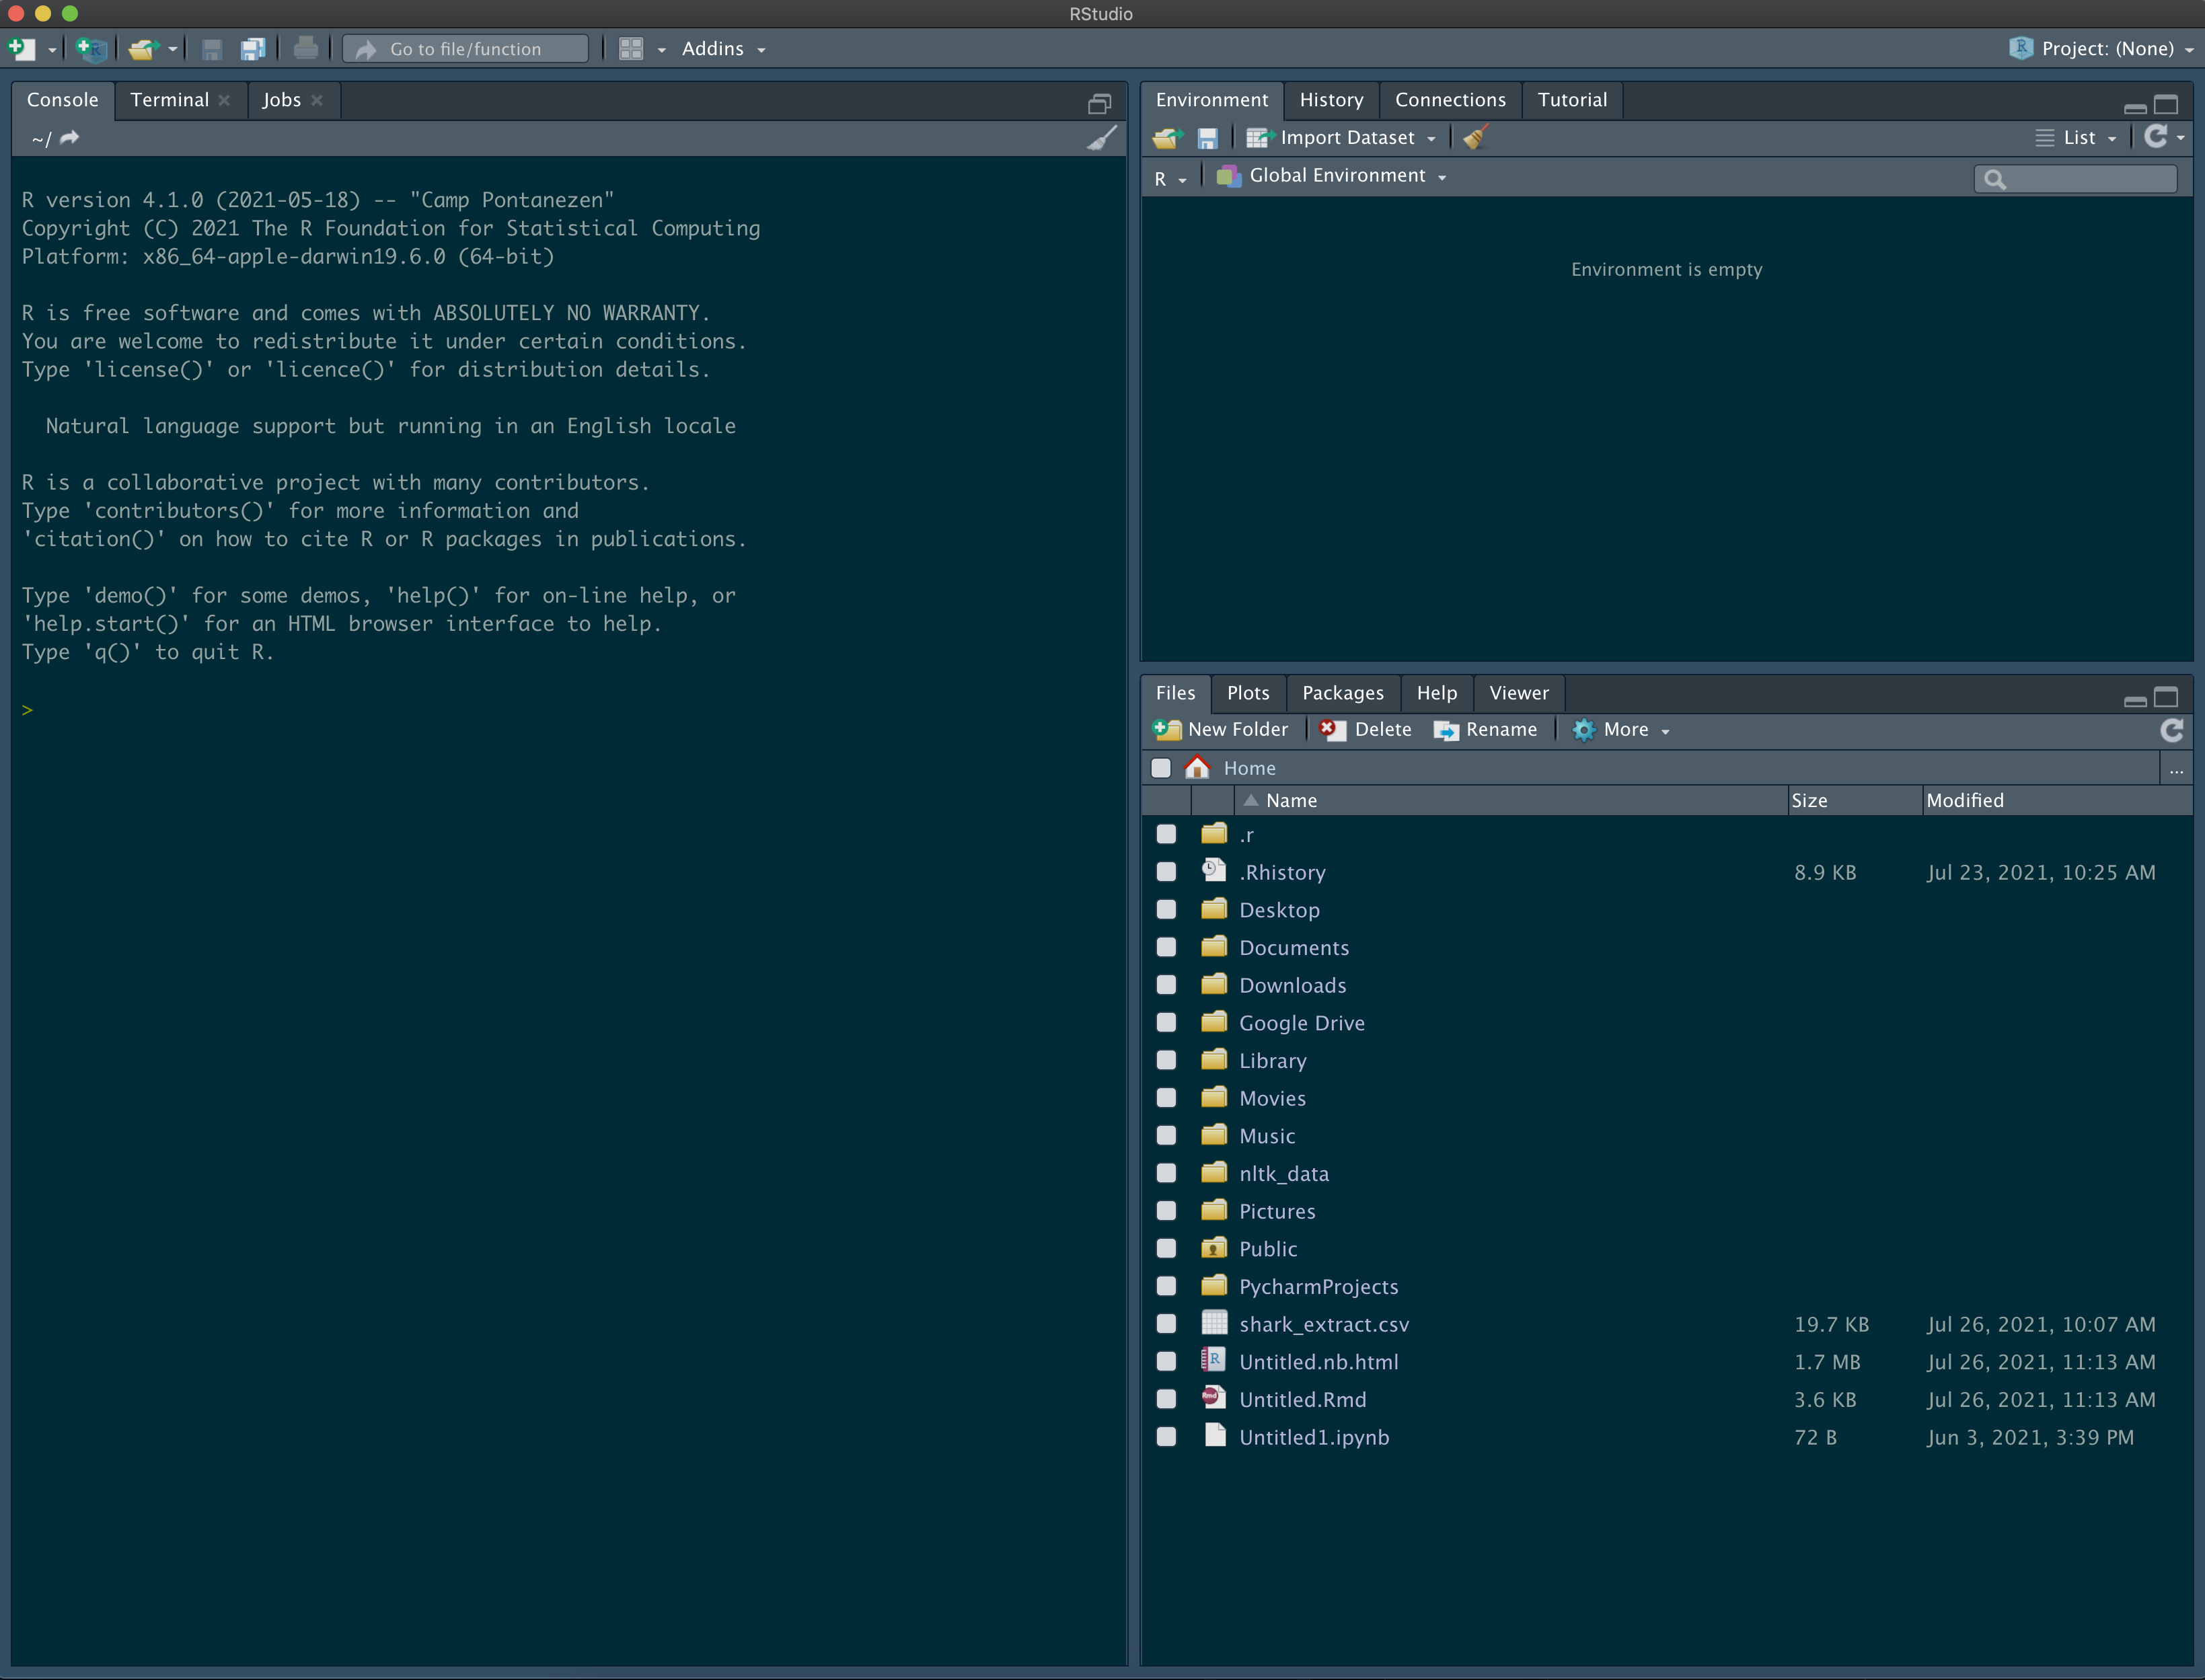 RStudio
Go to file/function Addins Project: (None)
Console Terminal Jobs
~/
R version 4.1.0 (2021-05-18) -- "Camp Pontanezen"
Copyright (C) 2021 The R Foundation for Statistical Computing
Platform: x86_64-apple-darwin19.6.0 (64-bit)
R is free software and comes with ABSOLUTELY NO WARRANTY.
You are welcome to redistribute it under certain conditions.
Type 'license()' or 'licence()' for distribution details.
Natural language support but running in an English locale
R is a collaborative project with many contributors.
Type 'contributors()' for more information and
'citation()' on how to cite R or R packages in publications.
Type 'demo()' for some demos, 'help()' for on-line help, or
'help.start()' for an HTML browser interface to help.
Type 'q()' to quit R.
>
Environment History Connections Tutorial
Import Dataset List
R Global Environment
Environment is empty
Files Plots Packages Help Viewer
New Folder Delete Rename More
Home ...
Name Size Modified
.r
.Rhistory 8.9 KB Jul 23, 2021, 10:25 AM
Desktop
Documents
Downloads
Google Drive
Library
Movies
Music
nltk_data
Pictures
Public
PycharmProjects
shark_extract.csv 19.7 KB Jul 26, 2021, 10:07 AM
Untitled.nb.html 1.7 MB Jul 26, 2021, 11:13 AM
Untitled.Rmd 3.6 KB Jul 26, 2021, 11:13 AM
Untitled1.ipynb 72 B Jun 3, 2021, 3:39 PM